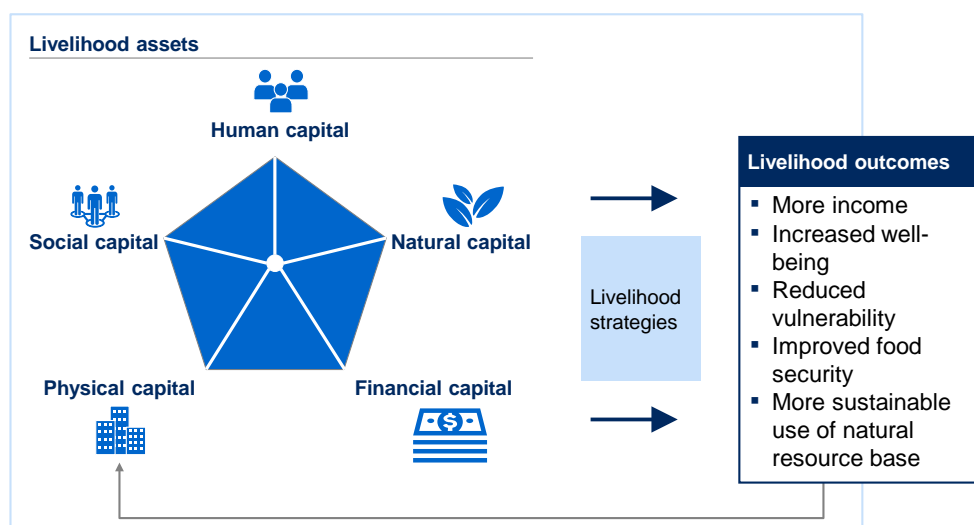 Livelihood assets
Human capital
Social capital
Natural capital
Physical capital
Financial capital
Livelihood
strategies
Livelihood outcomes
▪ More income
▪ Increased well-
being
▪ Reduced
vulnerability
▪ Improved food
security
▪ More sustainable
use of natural
resource base
$